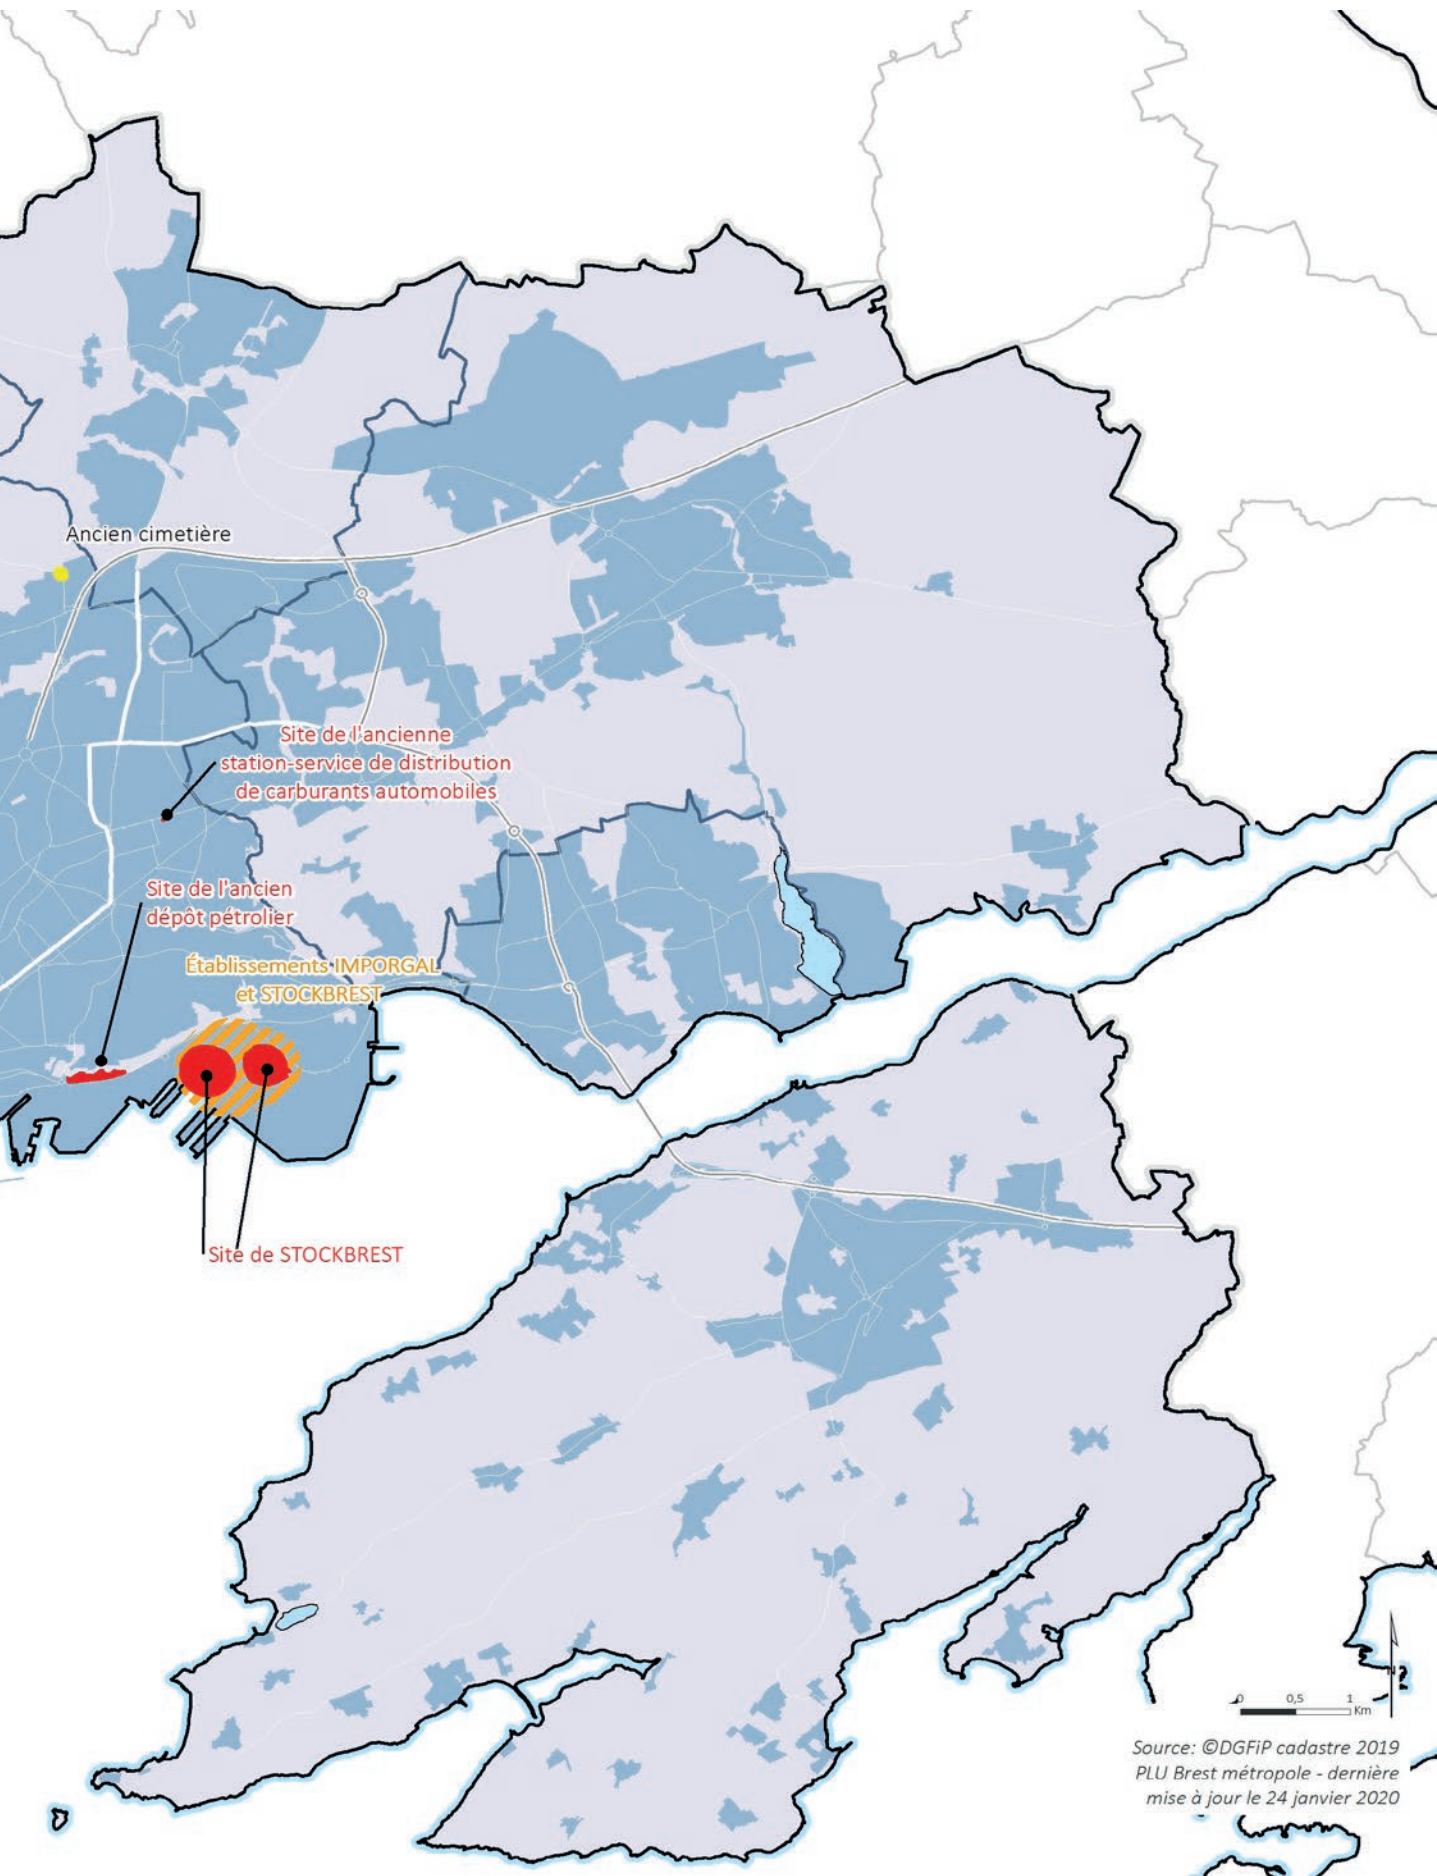 Ancien cimetière
Site de l'ancienne
station-service de distribution
de carburants automobiles
Site de l'ancien
dépôt pétrolier
Établissements IMPORGAL
et STOCKBREST
Site de STOCKBREST
N
0 0,5 1
Km
Source: ©DGFiP cadastre 2019
PLU Brest métropole - dernière
mise à jour le 24 janvier 2020